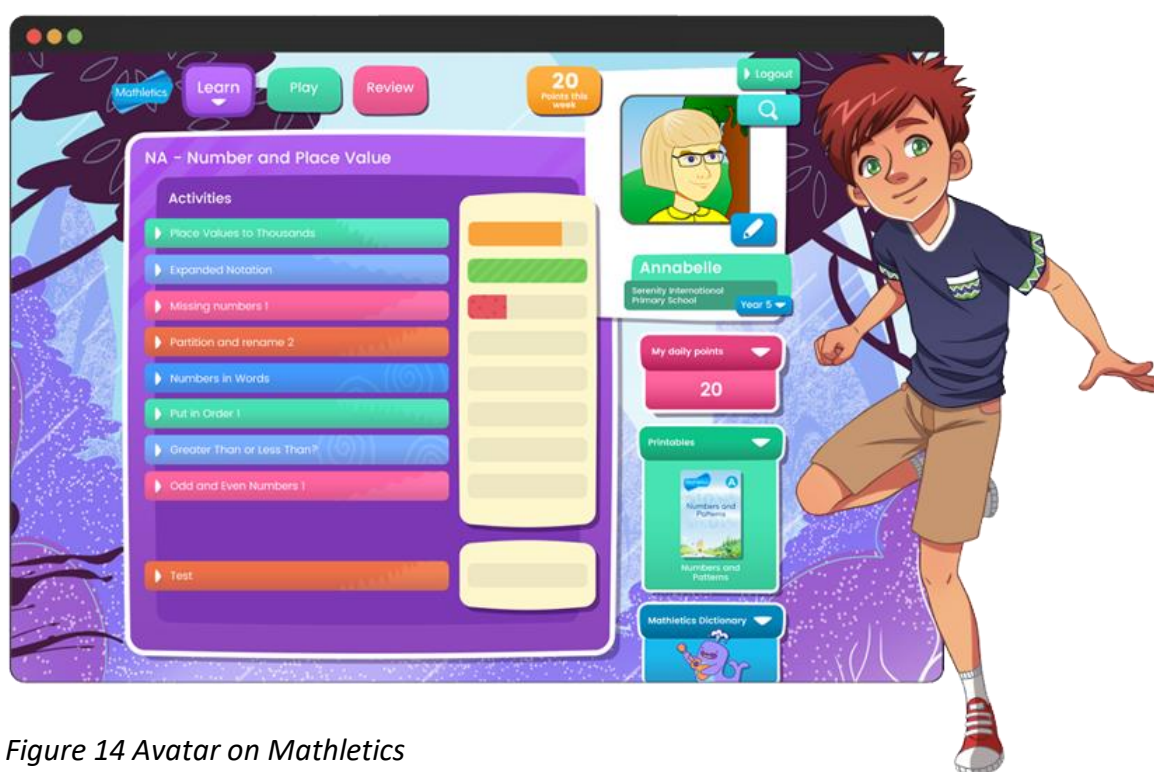 Mathletics
Learn
Play
Review
20
Points this
week
Logout
NA - Number and Place Value
Activities
Place Values to Thousands
Expanded Notation
Missing numbers 1
Partition and rename 2
Numbers in Words
Put in Order 1
Greater Than or Less Than?
Odd and Even Numbers 1
Test
Annabelle
Serenity International
Primary School
Year 5
My daily points
20
Printables
Mathletics
A
Numbers and
Patterns
Numbers and
Patterns
Mathletics Dictionary
Figure 14 Avatar on Mathletics